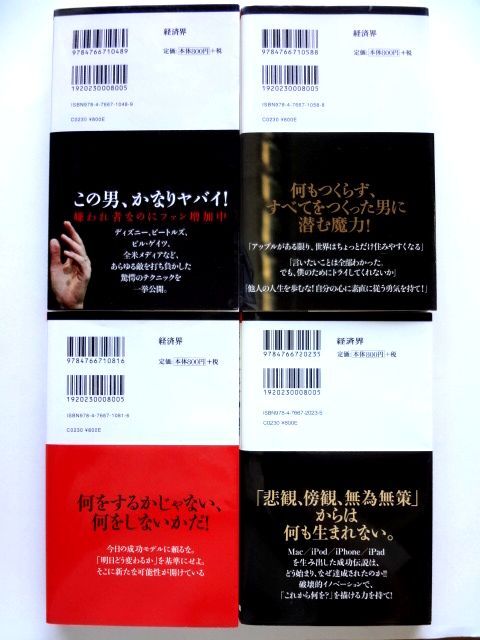 経済界
9784766710489
定価 本体800円 +税
1920230008005
ISBN978-4-7667-1048-9
C0230 ¥800E
この男、かなりヤバイ!
嫌われ者なのにファン増加中
ディズニー、ビートルズ、
ビル・ゲイツ、
全米メディアなど、
あらゆる敵を打ち負かした
驚愕のテクニックを
一挙公開。
経済界
9784766710588
定価 本体800円 +税
1920230008005
ISBN978-4-7667-1058-8
C0230 ¥800E
何もつくらず、
すべてをつくった男に
潜む魔力!
「アップルがある限り、世界はちょっとだけ住みやすくなる」
「言いたいことは全部わかった。
でも、僕のためにトライしてくれないか」
「他人の人生を歩むな!自分の心に素直に従う勇気を持て!」
経済界
9784766710816
定価 本体800円 +税
1920230008005
ISBN978-4-7667-1081-6
C0230 ¥800E
何をするかじゃない、
何をしないかだ!
今日の成功モデルに頼るな。
「明日どう変わるか」を基準にせよ。
そこに新たな可能性が開けている
経済界
9784766720235
定価 本体800円 +税
1920230008005
ISBN978-4-7667-2023-5
C0230 ¥800E
「悲観、傍観、無為無策」
からは
何も生まれない。
Mac/iPod/iPhone/iPad
を生み出した成功伝説は、
どう始まり、なぜ達成されたのか!!
破壊的イノベーションで、
「これから何を?」を描ける力を持て!